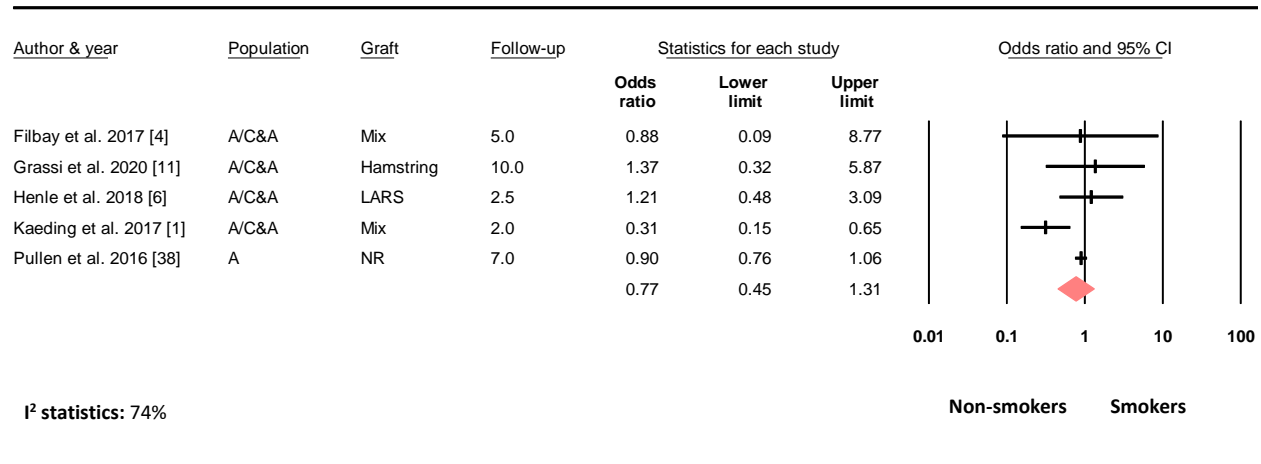 Author & year Population Graft Follow-up Statistics for each study Odds ratio and 95% CI
Odds ratio Lower limit Upper limit
Filbay et al. 2017 [4] A/C&A Mix 5.0 0.88 0.09 8.77
Grassi et al. 2020 [11] A/C&A Hamstring 10.0 1.37 0.32 5.87
Henle et al. 2018 [6] A/C&A LARS 2.5 1.21 0.48 3.09
Kaeding et al. 2017 [1] A/C&A Mix 2.0 0.31 0.15 0.65
Pullen et al. 2016 [38] A NR 7.0 0.90 0.76 1.06
0.77 0.45 1.31
0.01 0.1 1 10 100
I² statistics: 74% Non-smokers Smokers